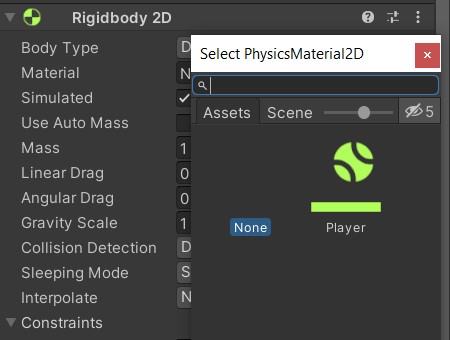 Rigidbody 2D
Select PhysicsMaterial2D
Body Type D
Material N
Simulated
Use Auto Mass
Mass 1
Linear Drag 0
Angular Drag 0
Gravity Scale 1
Collision Detection D
Sleeping Mode S
Interpolate N
Constraints
Assets Scene 5
None Player